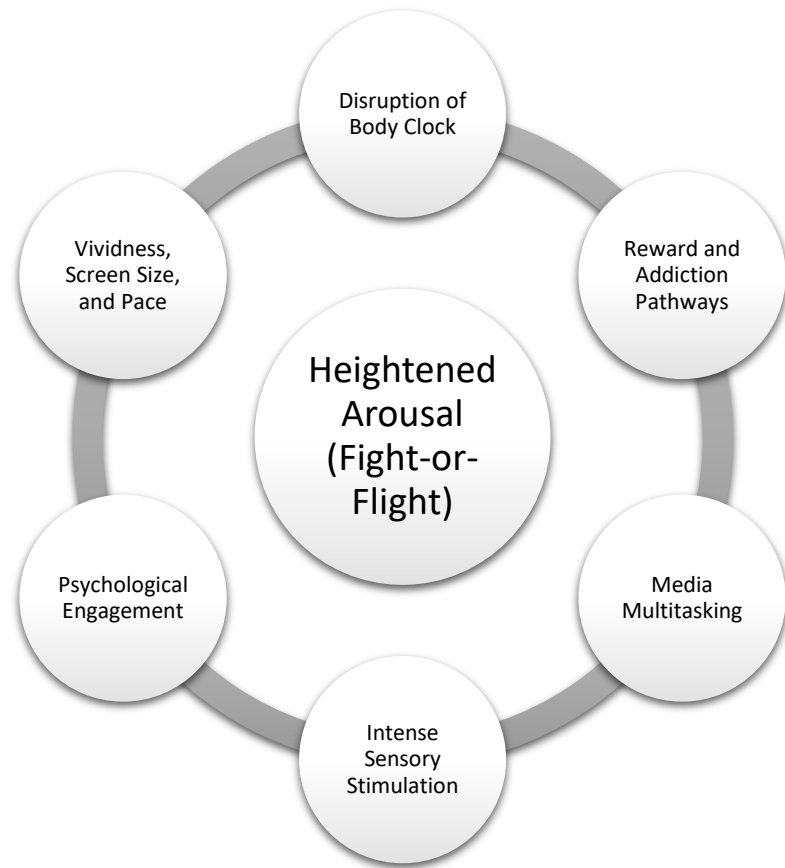 Disruption of
Body Clock
Vividness,
Screen Size,
and Pace
Reward and
Addiction
Pathways
Heightened
Arousal
(Fight-or-
Flight)
Psychological
Engagement
Media
Multitasking
Intense
Sensory
Stimulation